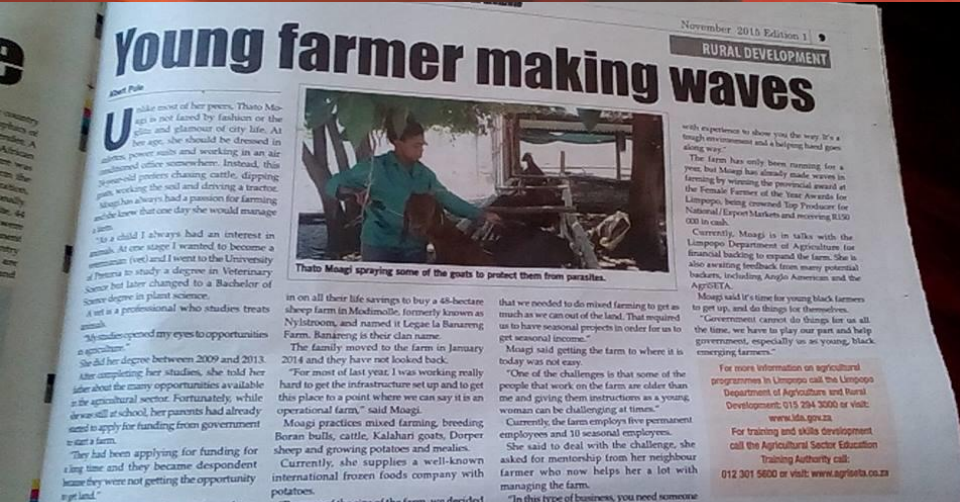 November 2015 Edition 1 9
RURAL DEVELOPMENT
Young farmer making waves
Albert Pule
Unlike most of her peers, Thato Mo-
agi is not fazed by fashion or the
glitz and glamour of city life. At
her age, she should be dressed in
power suits and working in an air
conditioned office somewhere. Instead, this
prefers chasing cattle, dipping
goats, working the soil and driving a tractor.
Moagi has always had a passion for farming
and she knew that one day she would manage
a farm.
"As a child I always had an interest in
animals. At one stage I wanted to become a
(vet) and I went to the University
of Pretoria to study a degree in Veterinary
Science but later changed to a Bachelor of
Science degree in plant science.
A vet is a professional who studies treats
animals.
"My studies opened my eyes to opportunities
in agriculture."
She did her degree between 2009 and 2013.
After completing her studies, she told her
father about the many opportunities available
in the agricultural sector. Fortunately, while
she was still at school, her parents had already
started to apply for funding from government
to start a farm.
"They had been applying for funding for
a long time and they became despondent
because they were not getting the opportunity
to get land."
Thato Moagi spraying some of the goats to protect them from parasites.
in on all their life savings to buy a 48-hectare
sheep farm in Modimolle, formerly known as
Nylstroom, and named it Legae la Banareng
Farm. Banareng is their clan name.
The family moved to the farm in January
2014 and they have not looked back.
"For most of last year, I was working really
hard to get the infrastructure set up and to get
this place to a point where we can say it is an
operational farm," said Moagi.
Moagi practices mixed farming, breeding
Boran bulls, cattle, Kalahari goats, Dorper
sheep and growing potatoes and mealies.
Currently, she supplies a well-known
international frozen foods company with
potatoes.
we decided
that we needed to do mixed farming to get as
much as we can out of the land. That required
us to have seasonal projects in order for us to
get seasonal income."
Moagi said getting the farm to where it is
today was not easy.
"One of the challenges is that some of the
people that work on the farm are older than
me and giving them instructions as a young
woman can be challenging at times."
Currently, the farm employs five permanent
employees and 10 seasonal employees.
She said to deal with the challenge, she
asked for mentorship from her neighbour
farmer who now helps her a lot with
managing the farm.
"In this type of business, you need someone
with experience to show you the way. It's a
tough environment and a helping hand goes
along way."
The farm has only been running for a
year, but Moagi has already made waves in
farming by winning the provincial award at
the Female Farmer of the Year Awards for
Limpopo, being crowned Top Producer for
National/Export Markets and receiving R150
000 in cash.
Currently, Moagi is in talks with the
Limpopo Department of Agriculture for
financial backing to expand the farm. She is
also awaiting feedback from many potential
backers, including Anglo American and the
AgriSETA.
Moagi said it's time for young black farmers
to get up, and do things for themselves.
"Government cannot do things for us all
the time, we have to play our part and help
government, especially us as young, black
emerging farmers."
For more information on agricultural
programmes in Limpopo call the Limpopo
Department of Agriculture and Rural
Development: 015 294 3000 or visit:
www.lda.gov.za
For training and skills development
call the Agricultural Sector Education
Training Authority call:
012 301 5600 or visit: www.agriseta.co.za